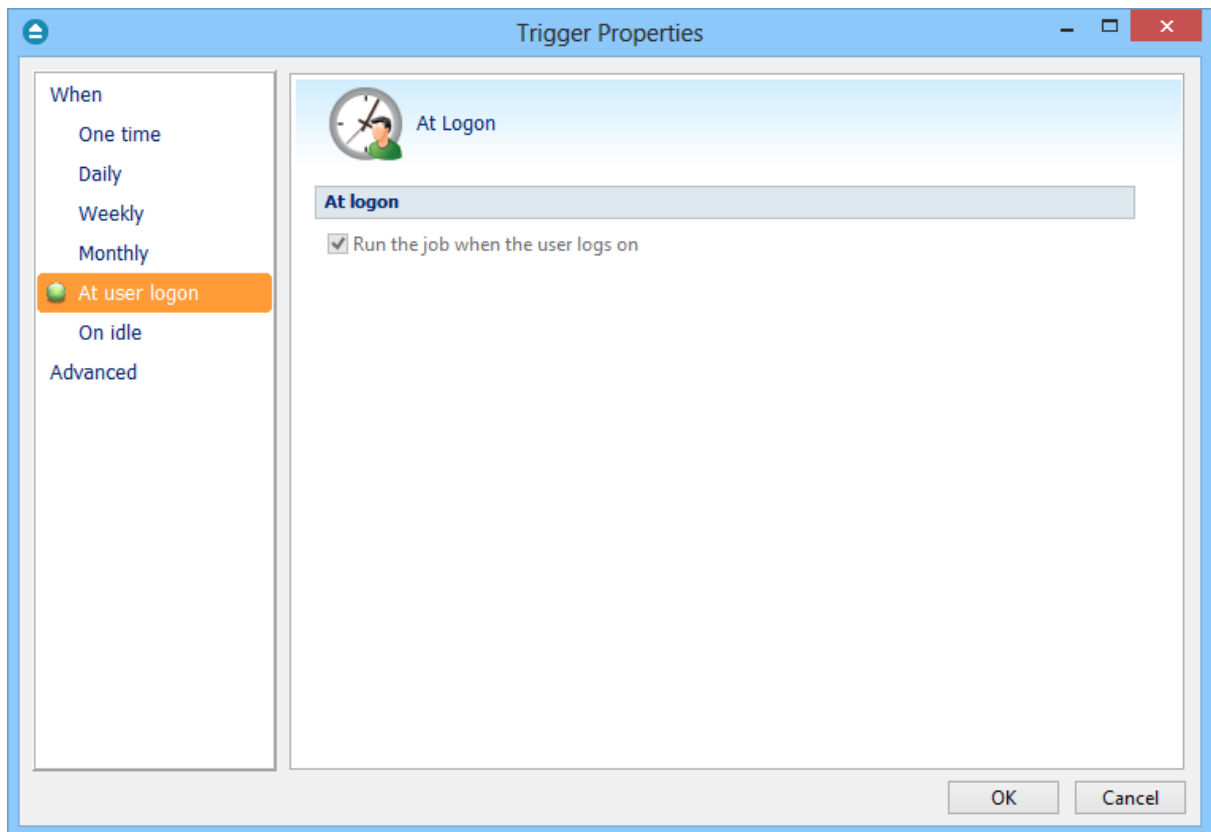 Trigger Properties
When
One time
Daily
Weekly
Monthly
At user logon
On idle
Advanced
At Logon
At logon
Run the job when the user logs on
OK
Cancel